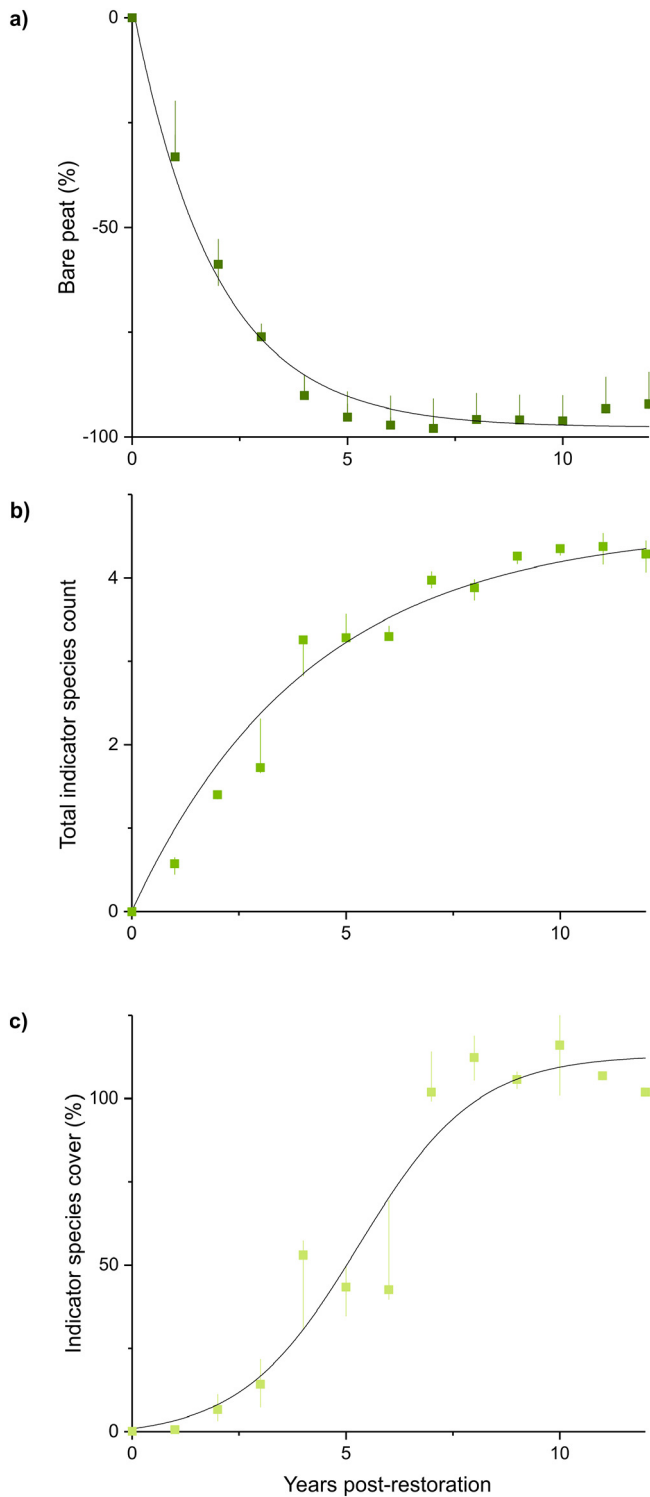 a)
0
Bare peat (%)
-50
-100
0 5 10
b)
Total indicator species count
4
2
0
0 5 10
c)
Indicator species cover (%)
100
50
0
0 5 10
Years post-restoration